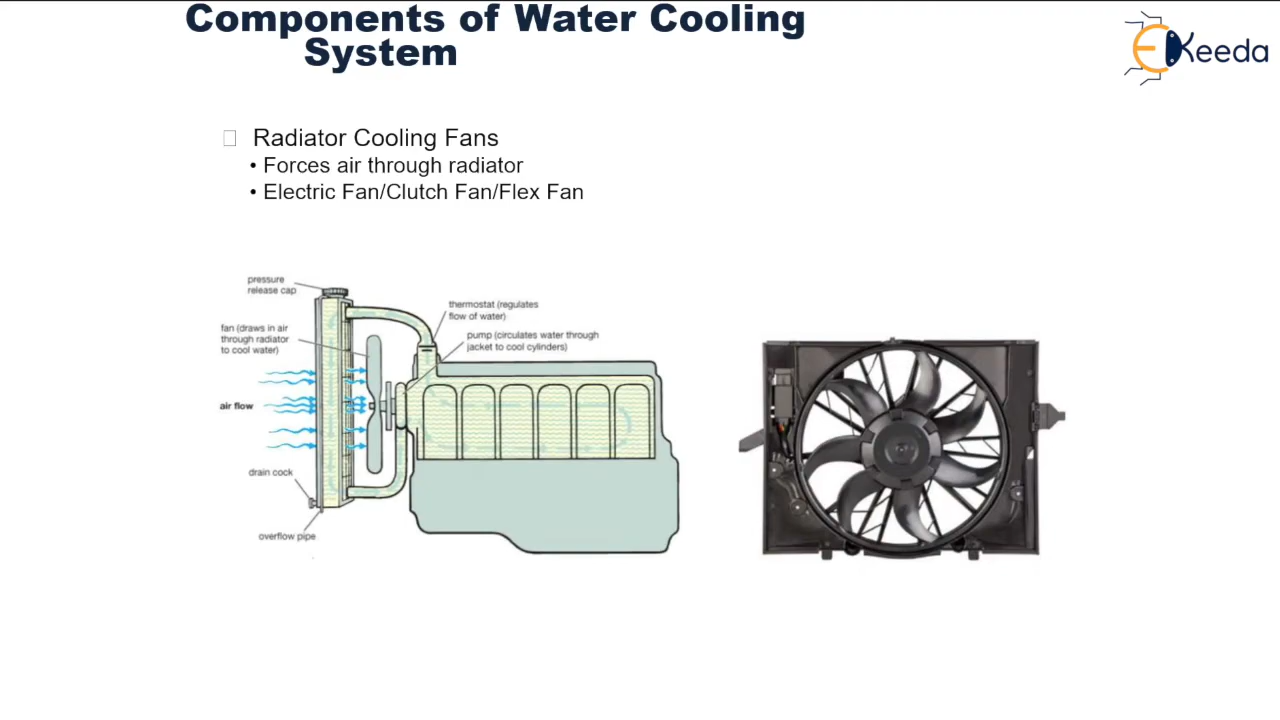 Components of Water Cooling
System
EKeeda
Radiator Cooling Fans
• Forces air through radiator
• Electric Fan/Clutch Fan/Flex Fan
pressure
release cap
thermostat (regulates
flow of water)
fan (draws in air
through radiator
to cool water)
pump (circulates water through
jacket to cool cylinders)
air flow
drain cock
overflow pipe